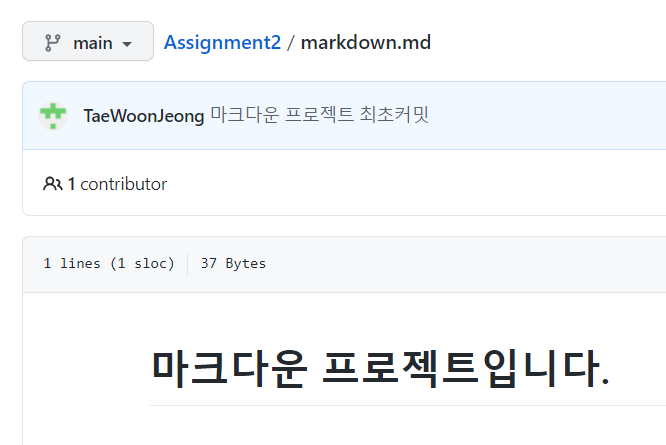 main
Assignment2 / markdown.md
TaeWoonJeong 마크다운 프로젝트 최초커밋
1 contributor
1 lines (1 sloc) 37 Bytes
마크다운 프로젝트입니다.